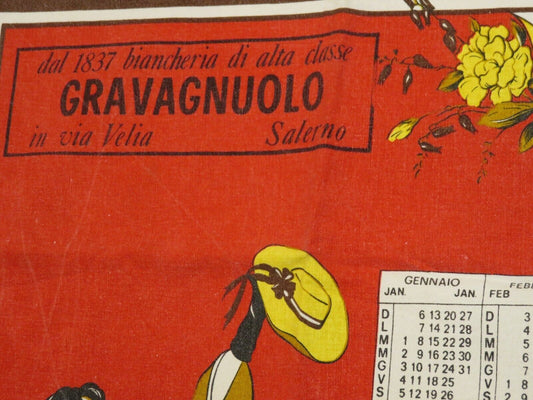 dal 1837 biancheria di alta classe
GRAVAGNUOLO
in via Velia Salerno
GENNAIO
JAN. JAN.
D 6 13 20 27
L 7 14 21 28
M 1 8 15 22 29
M 2 9 16 23 30
G 3 10 17 24 31
V 4 11 18 25
S 5 12 19 26
FEB
FEB
D 3
L 4
M 5
M 6
G 7
V 1 8
S 2 9